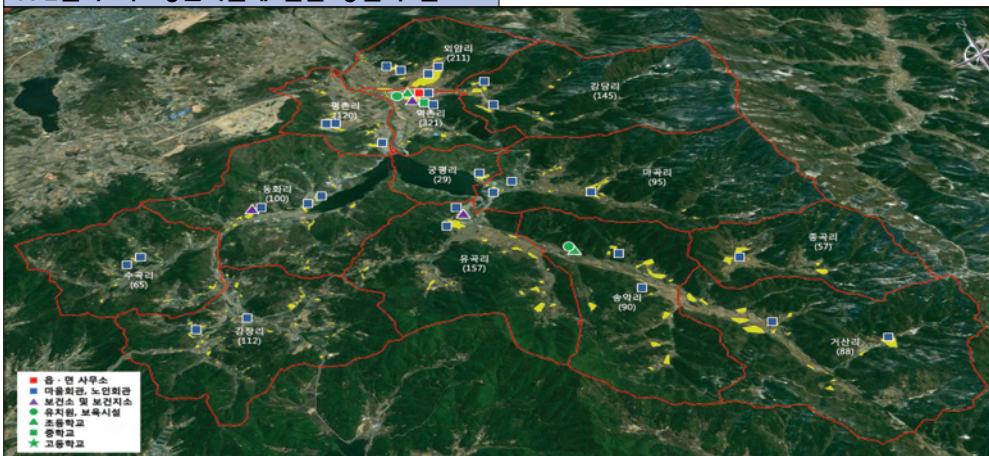 외암리
(211)
강당리
(145)
평촌리
(120)
역촌리
(321)
궁평리
(29)
마곡리
(95)
동화리
(100)
종곡리
(57)
유곡리
(157)
수곡리
(65)
송악리
(90)
강장리
(112)
거산리
(88)
읍·면 사무소
마을회관, 노인회관
보건소 및 보건지소
유치원, 보육시설
초등학교
중학교
고등학교